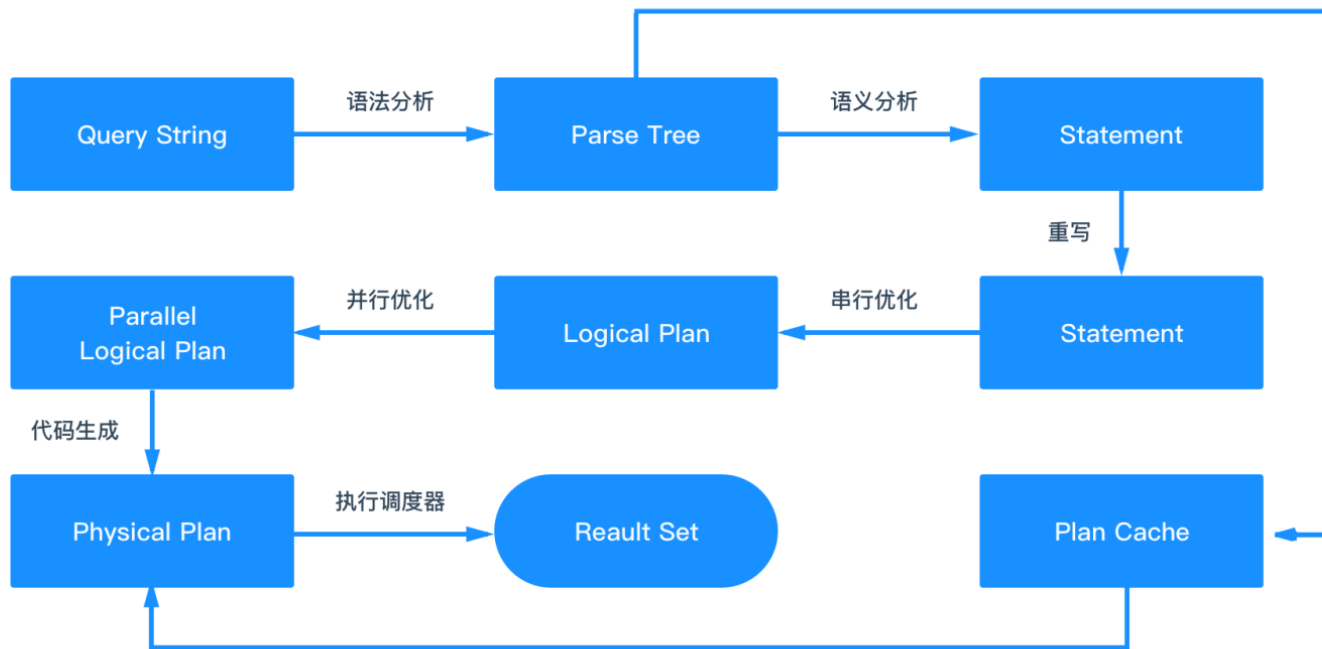 Query String
语法分析
Parse Tree
语义分析
Statement
重写
Parallel
Logical Plan
并行优化
Logical Plan
串行优化
Statement
代码生成
Physical Plan
执行调度器
Reault Set
Plan Cache